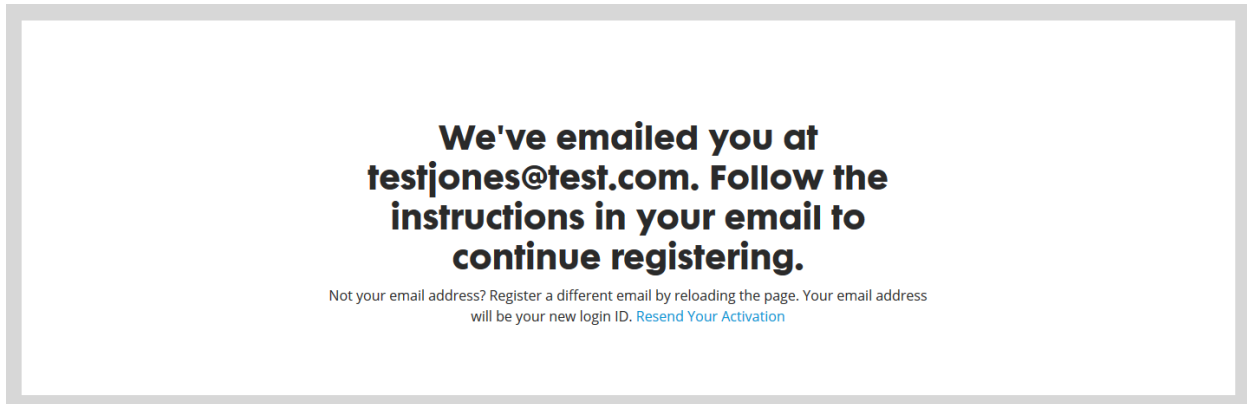 We've emailed you at
testjones@test.com. Follow the
instructions in your email to
continue registering.
Not your email address? Register a different email by reloading the page. Your email address
will be your new login ID. Resend Your Activation